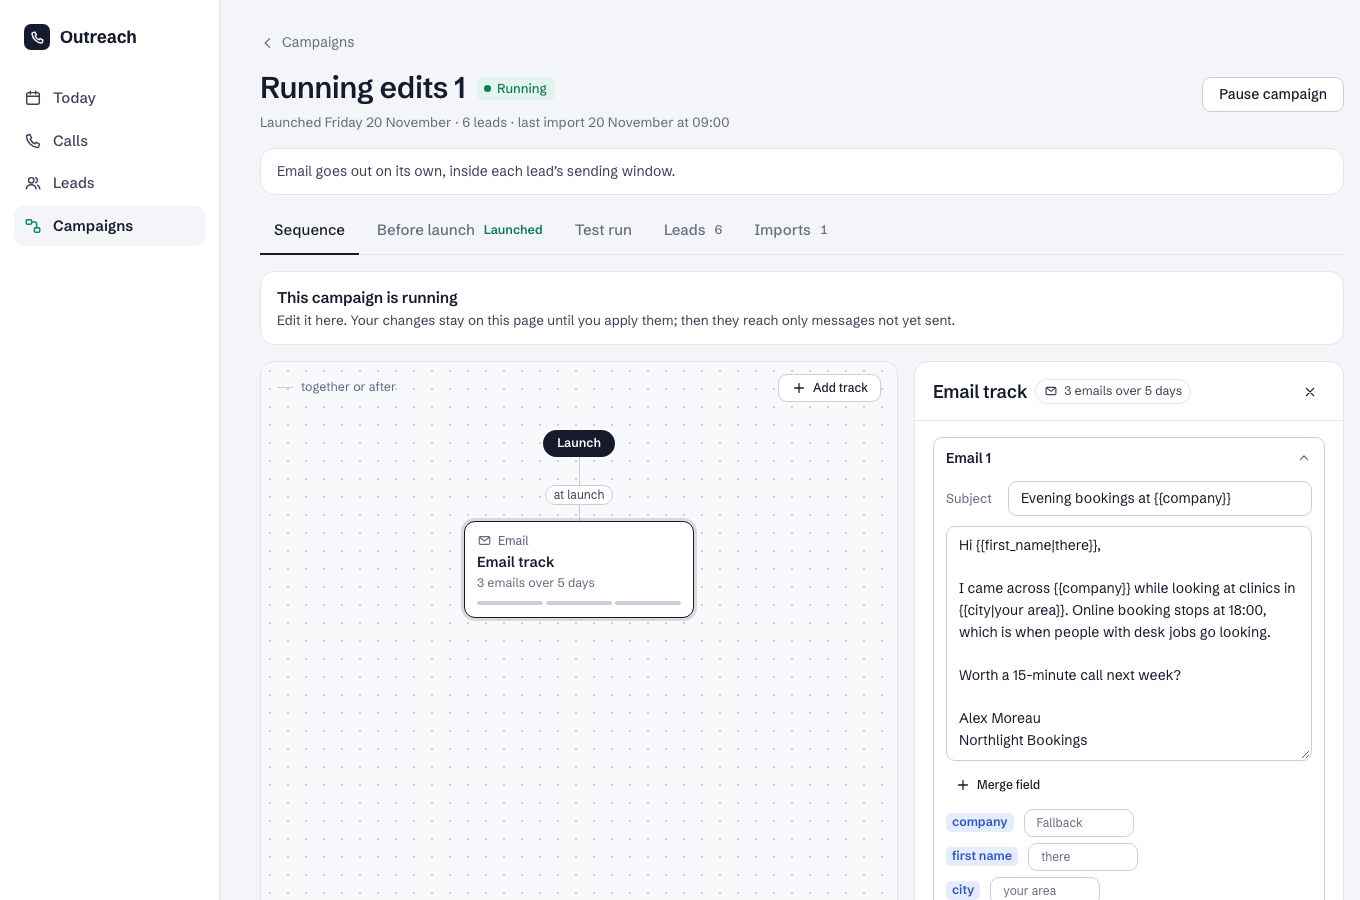 Outreach
Today
Calls
Leads
Campaigns
Campaigns
Running edits 1
Running
Pause campaign
Launched Friday 20 November · 6 leads · last import 20 November at 09:00
Email goes out on its own, inside each lead’s sending window.
Sequence
Before launch Launched
Test run
Leads 6
Imports 1
This campaign is running
Edit it here. Your changes stay on this page until you apply them; then they reach only messages not yet sent.
together or after
Add track
Launch
at launch
Email
Email track
3 emails over 5 days
Email track
3 emails over 5 days
Email 1
Subject
Evening bookings at {{company}}
Hi {{first_name|there}},
I came across {{company}} while looking at clinics in
{{city|your area}}. Online booking stops at 18:00,
which is when people with desk jobs go looking.
Worth a 15-minute call next week?
Alex Moreau
Northlight Bookings
Merge field
company
Fallback
first name
there
city
your area